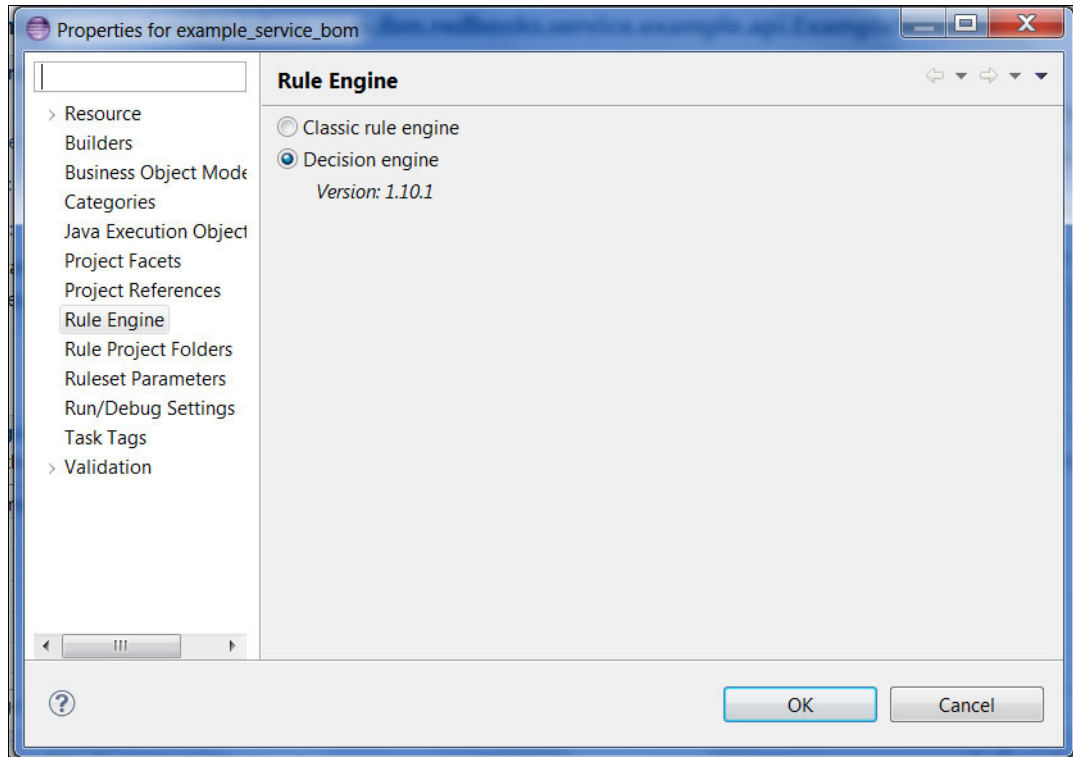 Properties for example_service_bom
Rule Engine
Resource
Builders
Business Object Mode
Categories
Java Execution Object
Project Facets
Project References
Rule Engine
Rule Project Folders
Ruleset Parameters
Run/Debug Settings
Task Tags
Validation
Classic rule engine
Decision engine
Version: 1.10.1
OK
Cancel